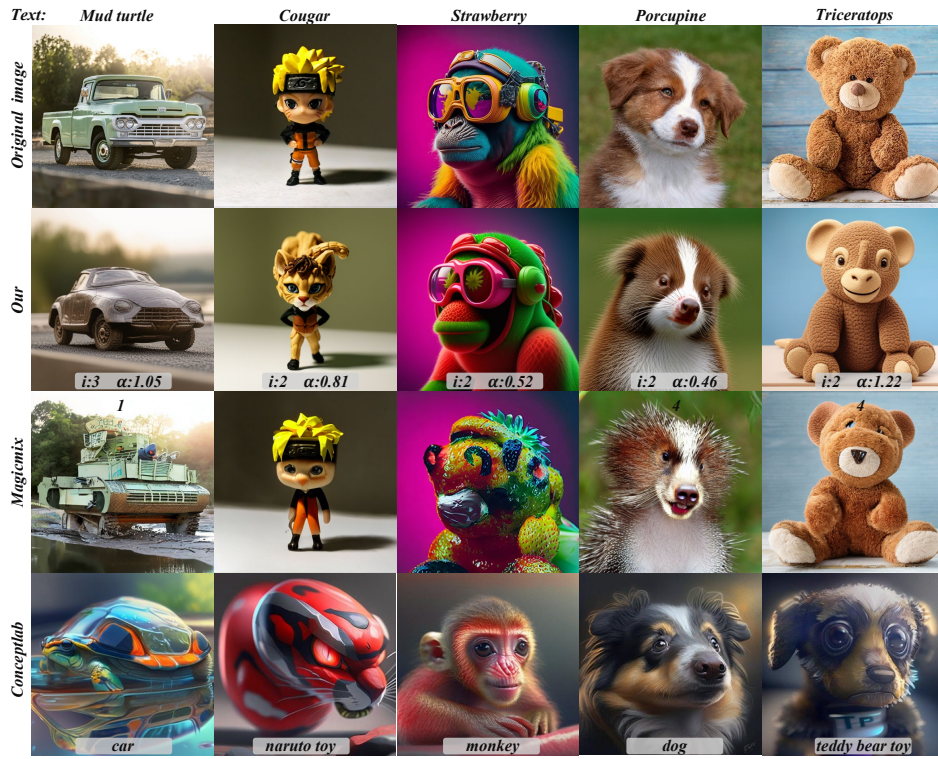 Text: Mud turtle Cougar Strawberry Porcupine Triceratops
Original image
Our
i:3 α:1.05 i:2 α:0.81 i:2 α:0.52 i:2 α:0.46 i:2 α:1.22
1 4 4
Magicmix
Conceptlab
car naruto toy monkey dog teddy bear toy
TP